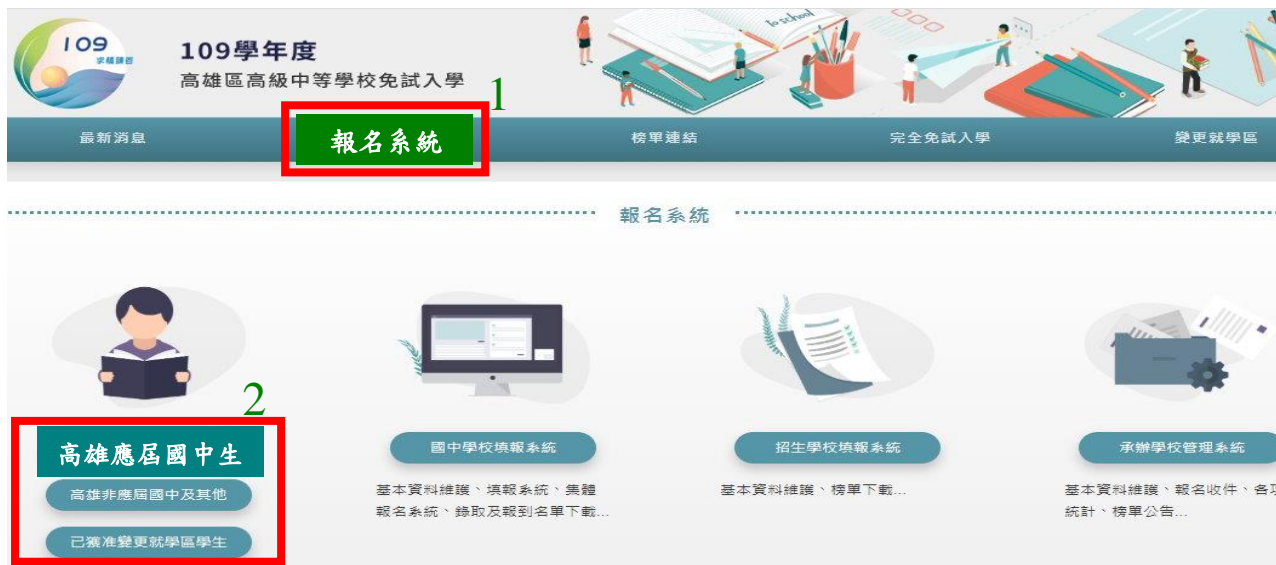 109
109學年度
高雄區高級中等學校免試入學
1
最新消息
報名系統
榜單連結
完全免試入學
變更就學區
to school
報名系統
2
高雄應屆國中生
高雄非應屆國中及其他
已獲准變更就學區學生
國中學校填報系統
基本資料維護、填報系統、集體
報名系統、錄取及報到名單下載...
招生學校填報系統
基本資料維護、榜單下載...
承辦學校管理系統
基本資料維護、報名收件、各項
統計、榜單公告...